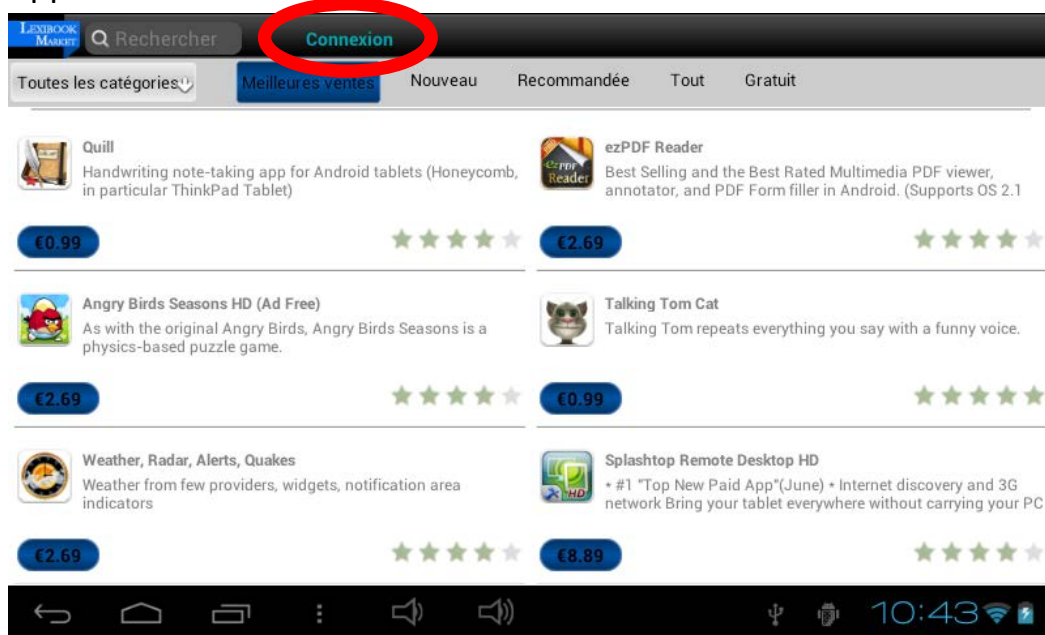 LEXIBOOK
MARKET
Rechercher
Connexion
Toutes les catégories
Meilleures ventes
Nouveau
Recommandée
Tout
Gratuit
Quill
Handwriting note-taking app for Android tablets (Honeycomb,
in particular ThinkPad Tablet)
€0.99
ezPDF Reader
Best Selling and the Best Rated Multimedia PDF viewer,
annotator, and PDF Form filler in Android. (Supports OS 2.1
€2.69
Angry Birds Seasons HD (Ad Free)
As with the original Angry Birds, Angry Birds Seasons is a
physics-based puzzle game.
€2.69
Talking Tom Cat
Talking Tom repeats everything you say with a funny voice.
€0.99
Weather, Radar, Alerts, Quakes
Weather from few providers, widgets, notification area
indicators
€2.69
Splashtop Remote Desktop HD
* #1 "Top New Paid App"(June) * Internet discovery and 3G
network Bring your tablet everywhere without carrying your PC
€8.89
10:43